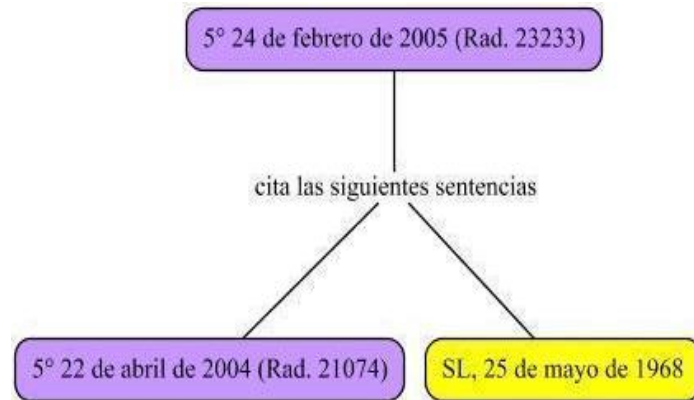 5° 24 de febrero de 2005 (Rad. 23233)
cita las siguientes sentencias
5° 22 de abril de 2004 (Rad. 21074)
SL, 25 de mayo de 1968